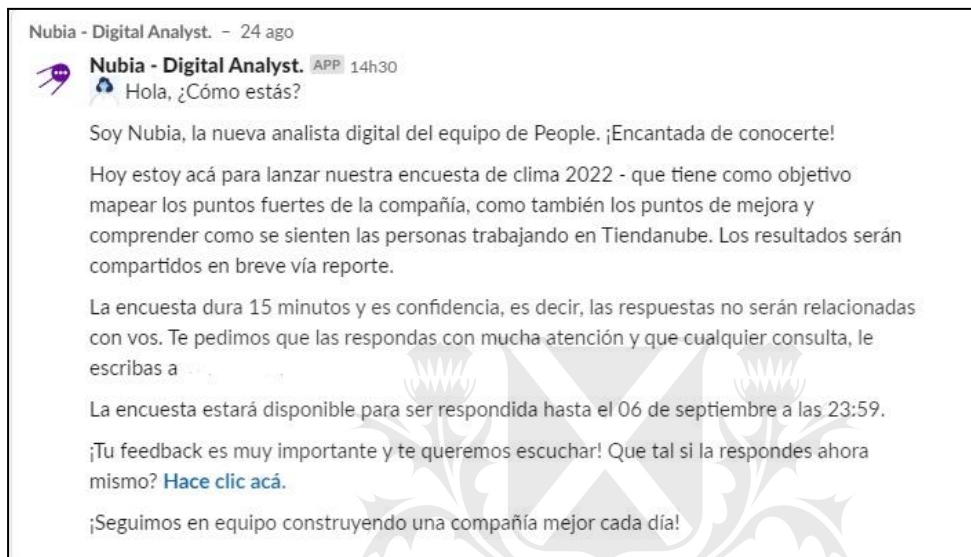 Nubia - Digital Analyst. – 24 ago
Nubia - Digital Analyst. APP 14h30
Hola, ¿Cómo estás?
Soy Nubia, la nueva analista digital del equipo de People. ¡Encantada de conocerte!
Hoy estoy acá para lanzar nuestra encuesta de clima 2022 - que tiene como objetivo
mapear los puntos fuertes de la compañía, como también los puntos de mejora y
comprender como se sienten las personas trabajando en Tiendanube. Los resultados serán
compartidos en breve vía reporte.
La encuesta dura 15 minutos y es confidencia, es decir, las respuestas no serán relacionadas
con vos. Te pedimos que las respondas con mucha atención y que cualquier consulta, le
escribas a
La encuesta estará disponible para ser respondida hasta el 06 de septiembre a las 23:59.
¡Tu feedback es muy importante y te queremos escuchar! Que tal si la respondes ahora
mismo? Hace clic acá.
¡Seguimos en equipo construyendo una compañía mejor cada día!